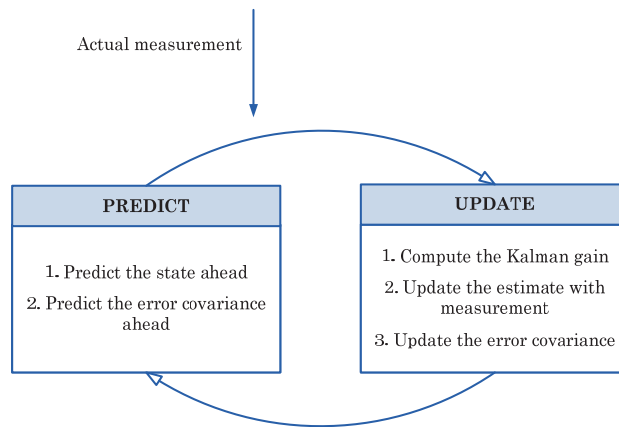 Actual measurement
PREDICT
1. Predict the state ahead
2. Predict the error covariance
ahead
UPDATE
1. Compute the Kalman gain
2. Update the estimate with
measurement
3. Update the error covariance